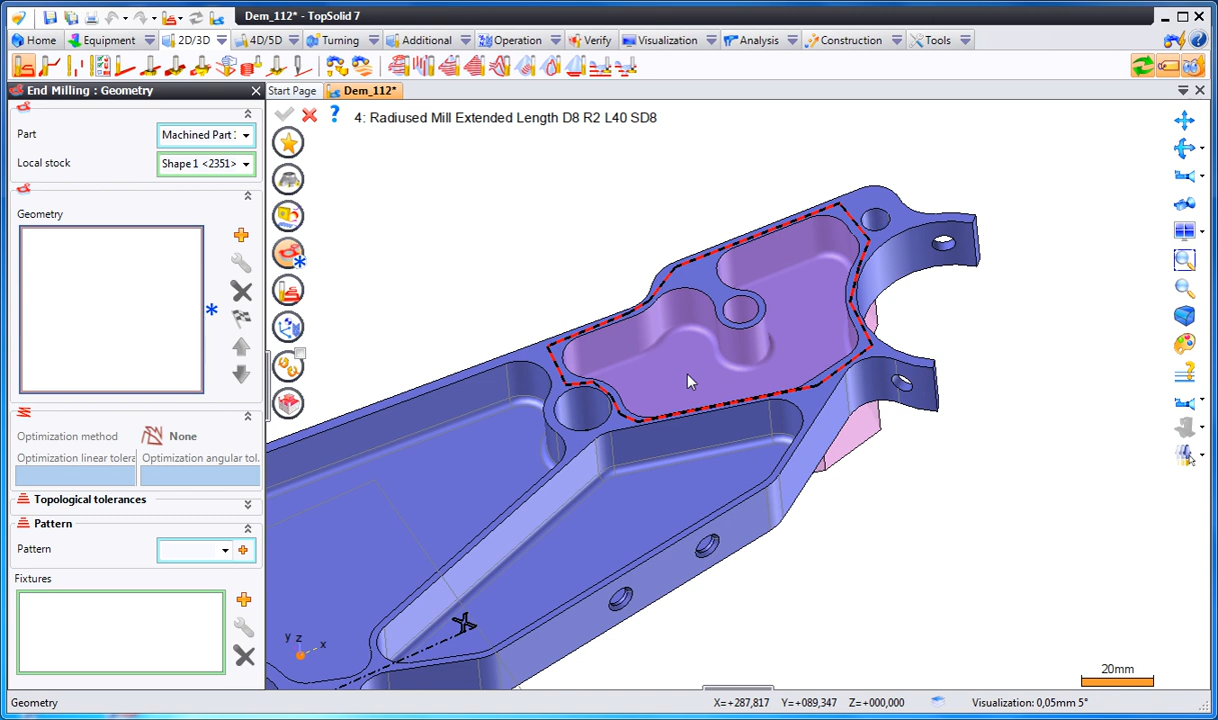 Dem_112* - TopSolid 7
Home Equipment 2D/3D 4D/5D Turning Additional Operation Verify Visualization Analysis Construction Tools
End Milling : Geometry
Start Page Dem_112*
4: Radiused Mill Extended Length D8 R2 L40 SD8
Part Machined Part
Local stock Shape 1 <2351>
Geometry
Optimization method None
Optimization linear tolera Optimization angular tol.
Topological tolerances
Pattern
Pattern
Fixtures
X
y z x
20mm
Geometry X=+287,817 Y=+089,347 Z=+000,000 Visualization: 0,05mm 5°